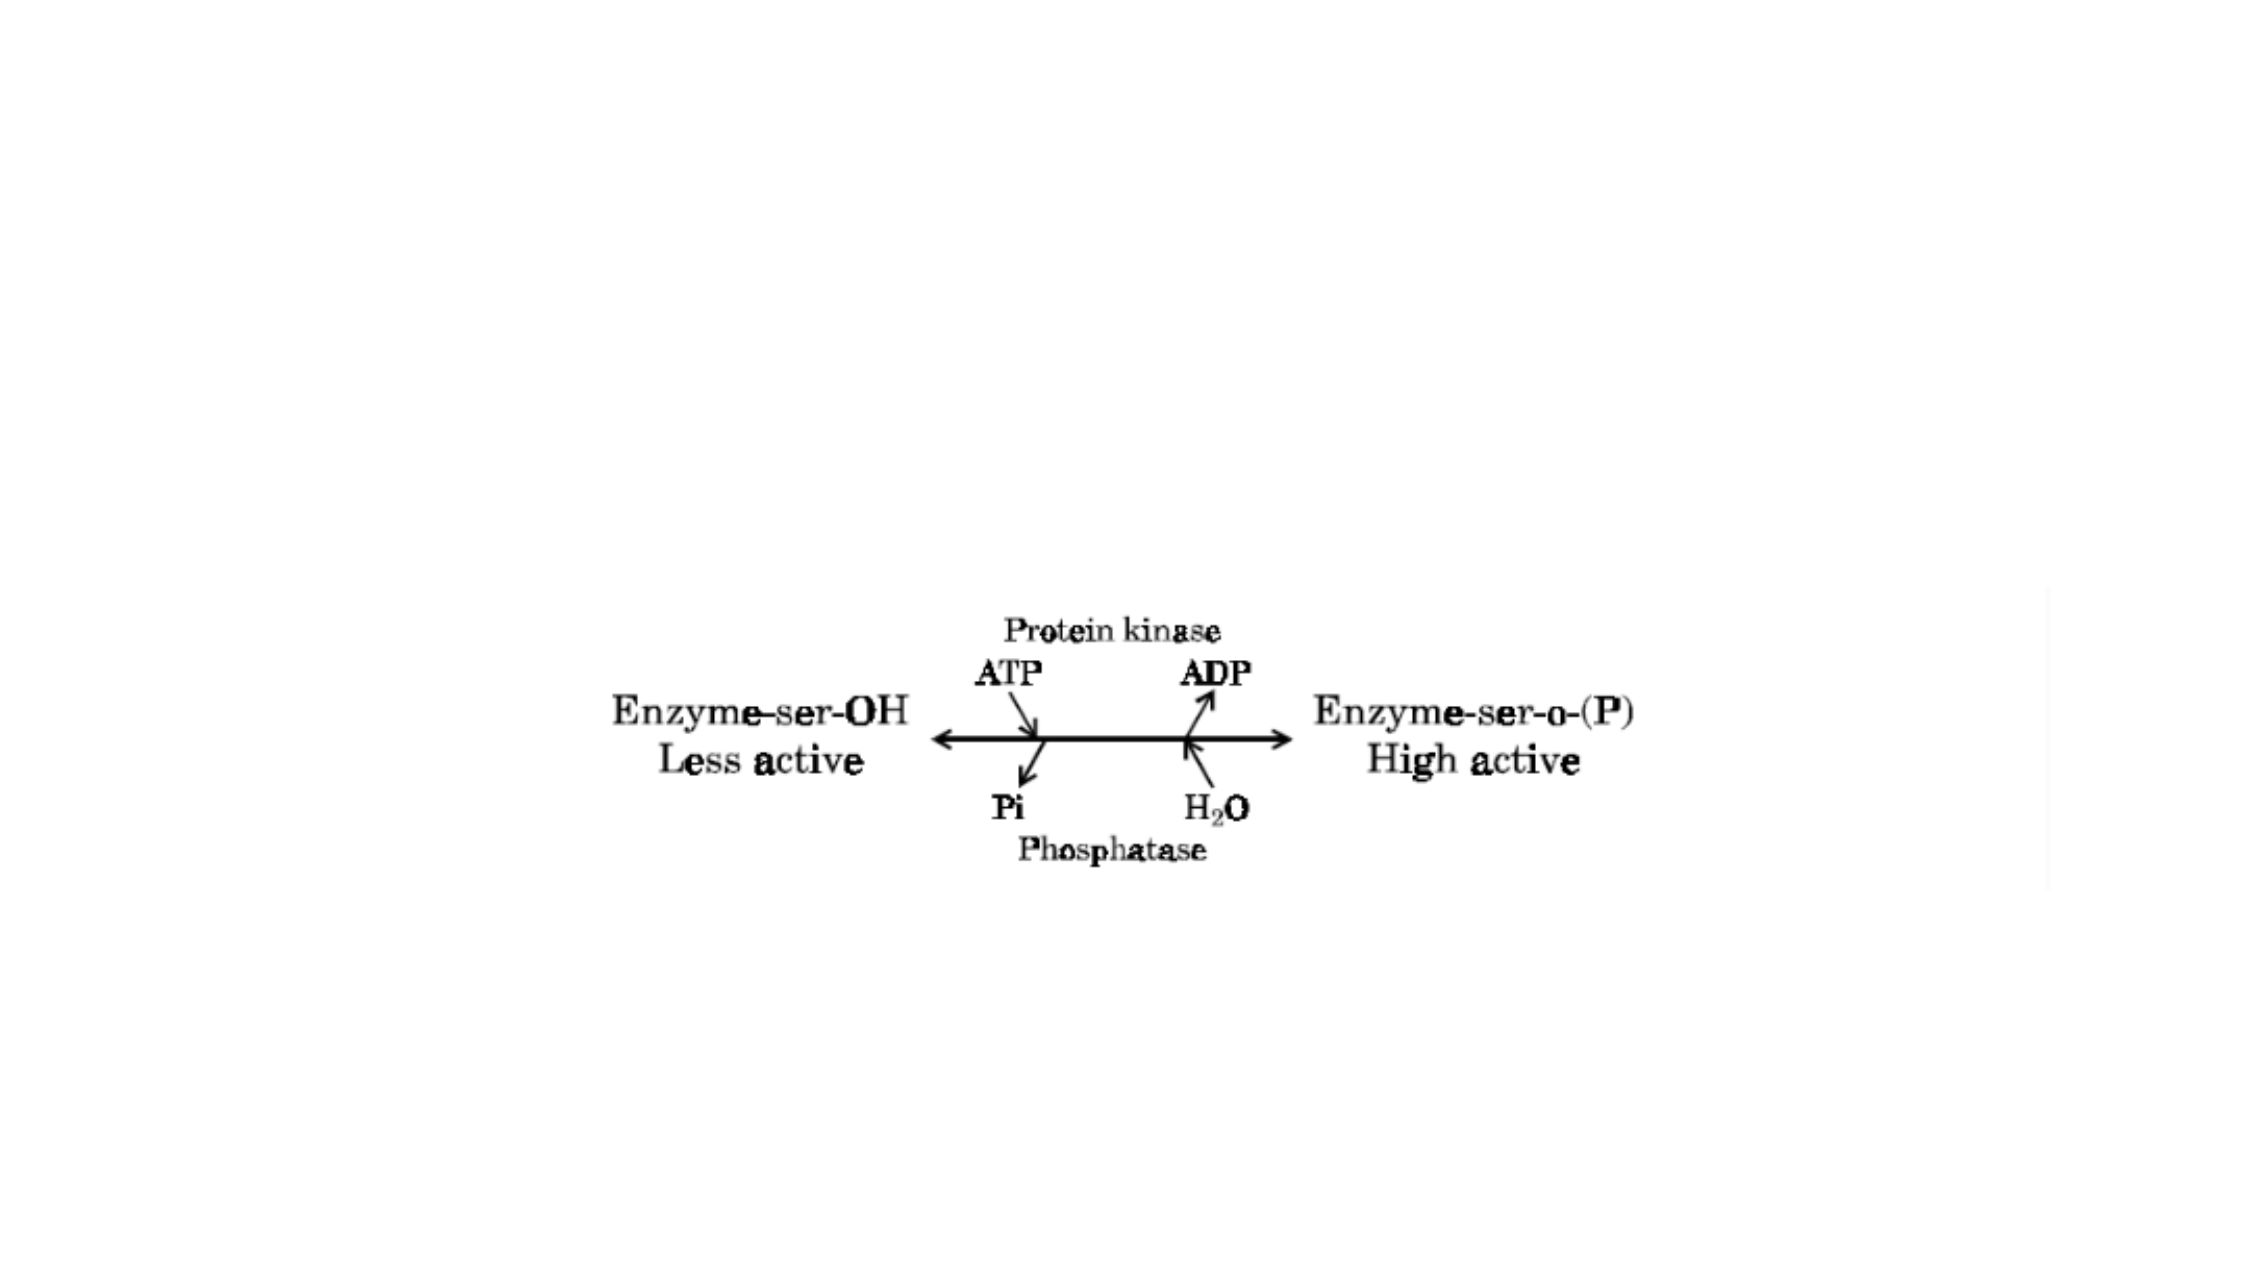 Protein kinase
ATP ADP
Enzyme-ser-OH Enzyme-ser-o-(P)
Less active High active
Pi H₂O
Phosphatase